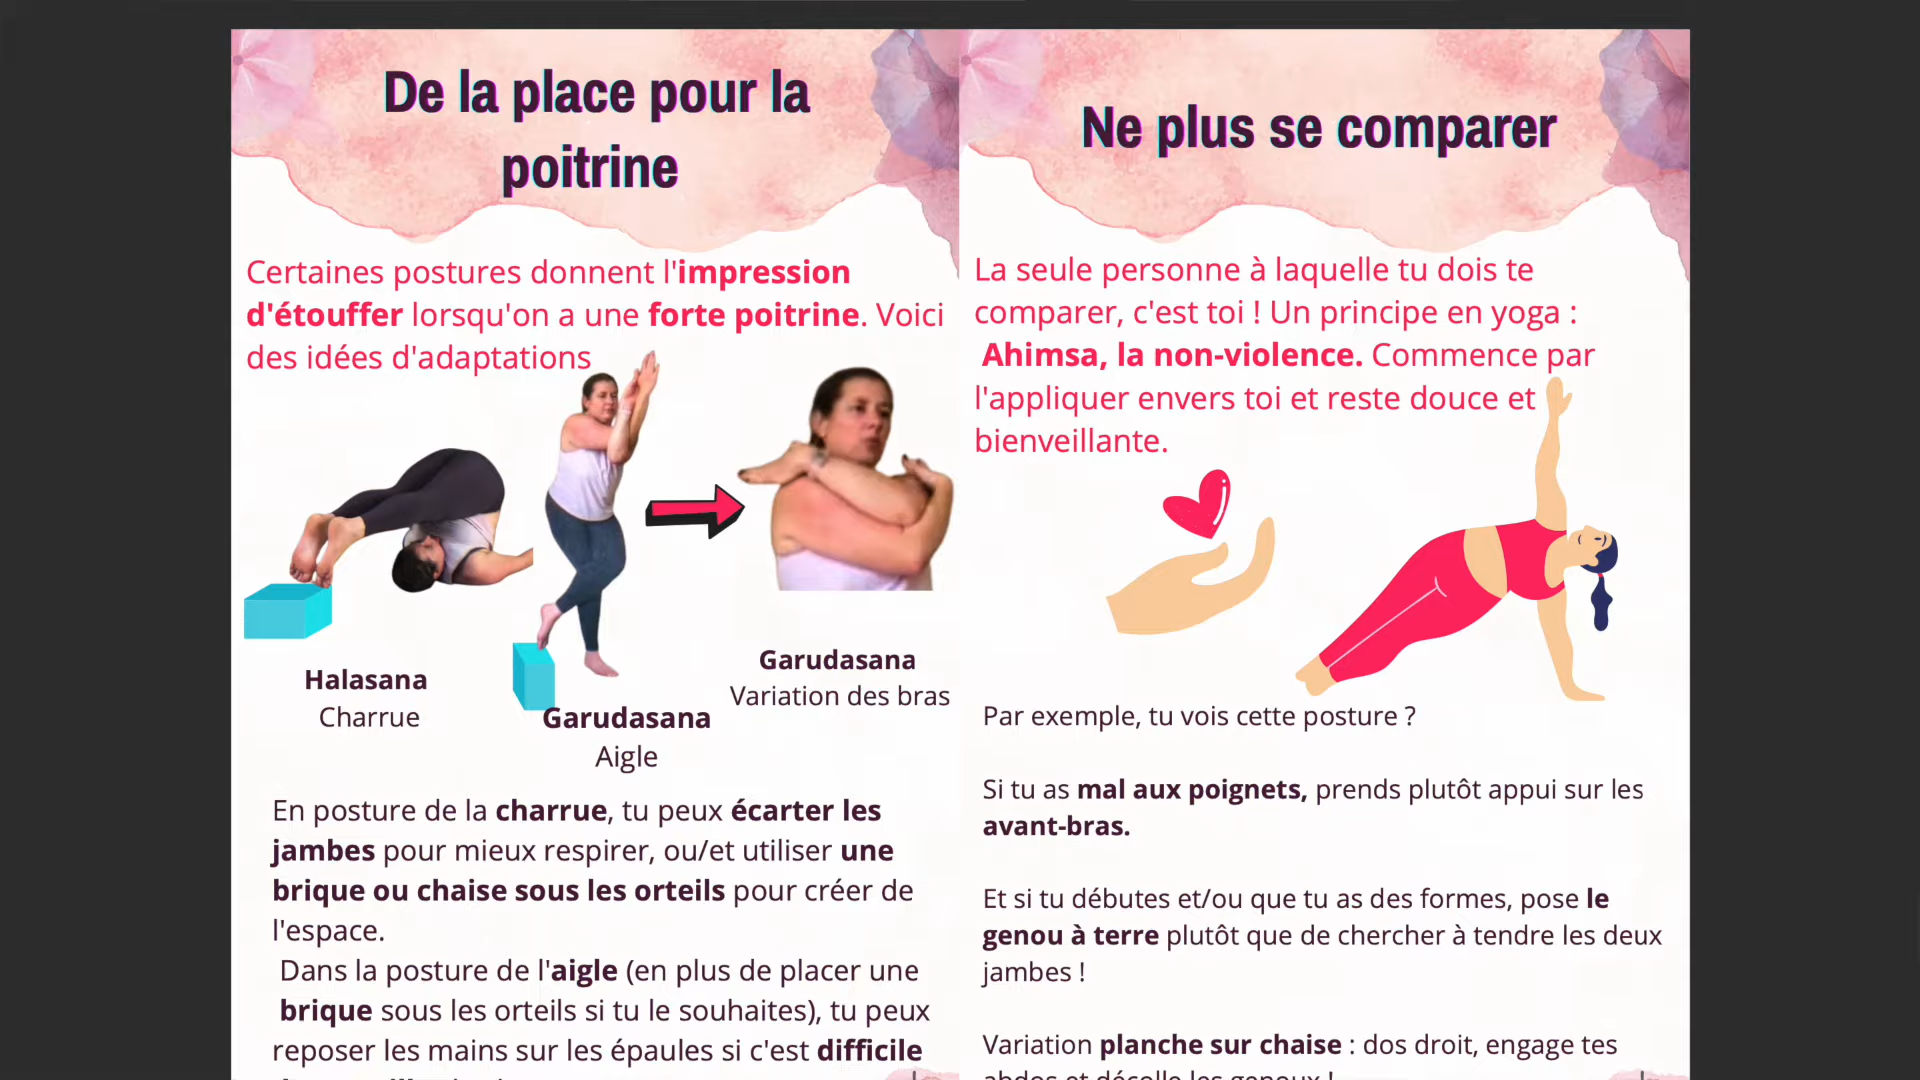 De la place pour la
poitrine
Certaines postures donnent l'impression
d'étouffer lorsqu'on a une forte poitrine. Voici
des idées d'adaptations
Halasana
Charrue
Garudasana
Aigle
Garudasana
Variation des bras
En posture de la charrue, tu peux écarter les
jambes pour mieux respirer, ou/et utiliser une
brique ou chaise sous les orteils pour créer de
l'espace.
Dans la posture de l'aigle (en plus de placer une
brique sous les orteils si tu le souhaites), tu peux
reposer les mains sur les épaules si c'est difficile
Ne plus se comparer
La seule personne à laquelle tu dois te
comparer, c'est toi ! Un principe en yoga :
Ahimsa, la non-violence. Commence par
l'appliquer envers toi et reste douce et
bienveillante.
Par exemple, tu vois cette posture ?
Si tu as mal aux poignets, prends plutôt appui sur les
avant-bras.
Et si tu débutes et/ou que tu as des formes, pose le
genou à terre plutôt que de chercher à tendre les deux
jambes !
Variation planche sur chaise : dos droit, engage tes
abdos et décolle les genoux !